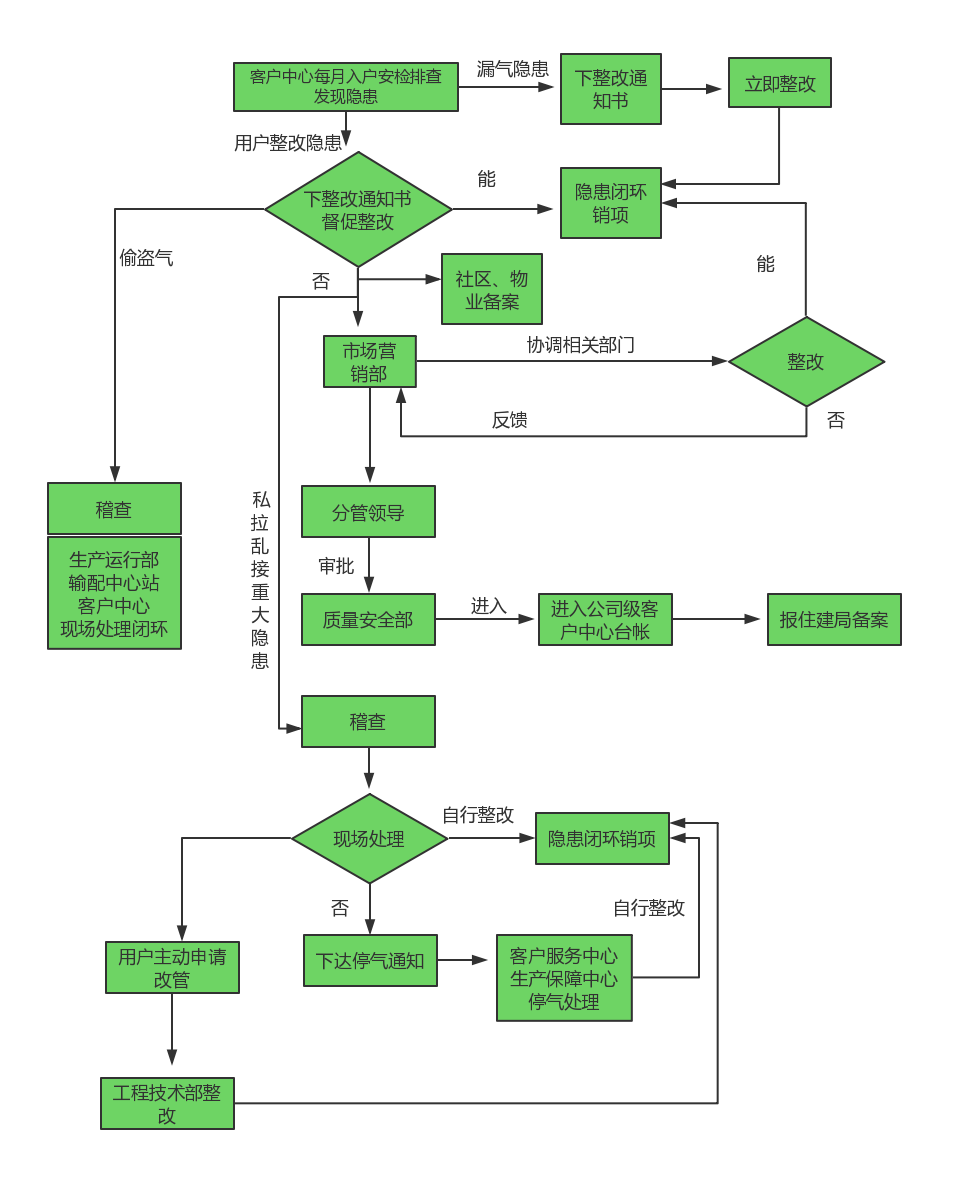 客户中心每月入户安检排查
发现隐患
漏气隐患
下整改通
知书
立即整改
用户整改隐患
下整改通知书
督促整改
能
隐患闭环
销项
偷盗气
否
社区、物
业备案
能
市场营
销部
协调相关部门
整改
反馈
否
稽查
生产运行部
输配中心站
客户中心
现场处理闭环
私
拉
乱
接
重
大
隐
患
分管领导
审批
质量安全部
进入
进入公司级客
户中心台帐
报住建局备案
稽查
现场处理
自行整改
隐患闭环销项
否
自行整改
用户主动申请
改管
下达停气通知
客户服务中心
生产保障中心
停气处理
工程技术部整
改